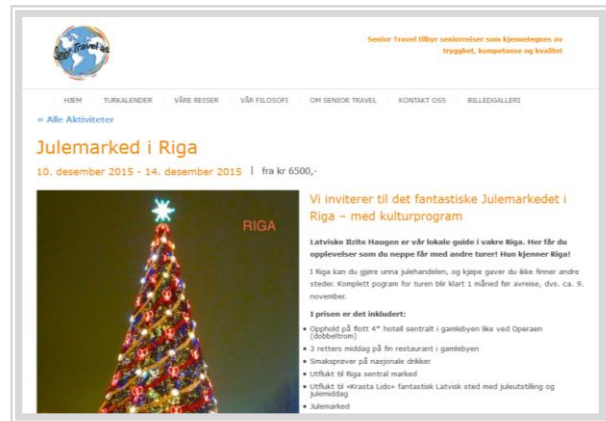 Senior Travel as
Senior Travel tilbyr seniorreiser som kjennetegnes av
trygghet, kompetanse og kvalitet
HJEM TURKALENDER VÅRE REISER VÅR FILOSOFI OM SENIOR TRAVEL KONTAKT OSS BILLEDGALLERI
« Alle Aktiviteter
Julemarked i Riga
10. desember 2015 - 14. desember 2015 | fra kr 6500,-
RIGA
Vi inviterer til det fantastiske Julemarkedet i
Riga – med kulturprogram
Latviske Ilzite Haugen er vår lokale guide i vakre Riga. Her får du
opplevelser som du neppe får med andre turer! Hun kjenner Riga!
I Riga kan du gjøre unna julehandelen, og kjøpe gaver du ikke finner andre
steder. Komplett pogram for turen blir klart 1 måned før avreise, dvs. ca. 9.
november.
I prisen er det inkludert:
• Opphold på flott 4* hotell sentralt i gamlebyen like ved Operaen
(dobbeltrom)
• 3 retters middag på fin restaurant i gamlebyen
• Smaksprøver på nasjonale drikker
• Utflukt til Riga sentral marked
• Utflukt til «Krasta Lido» fantastisk Latvisk sted med juleutstilling og
julemiddag
• Julemarked